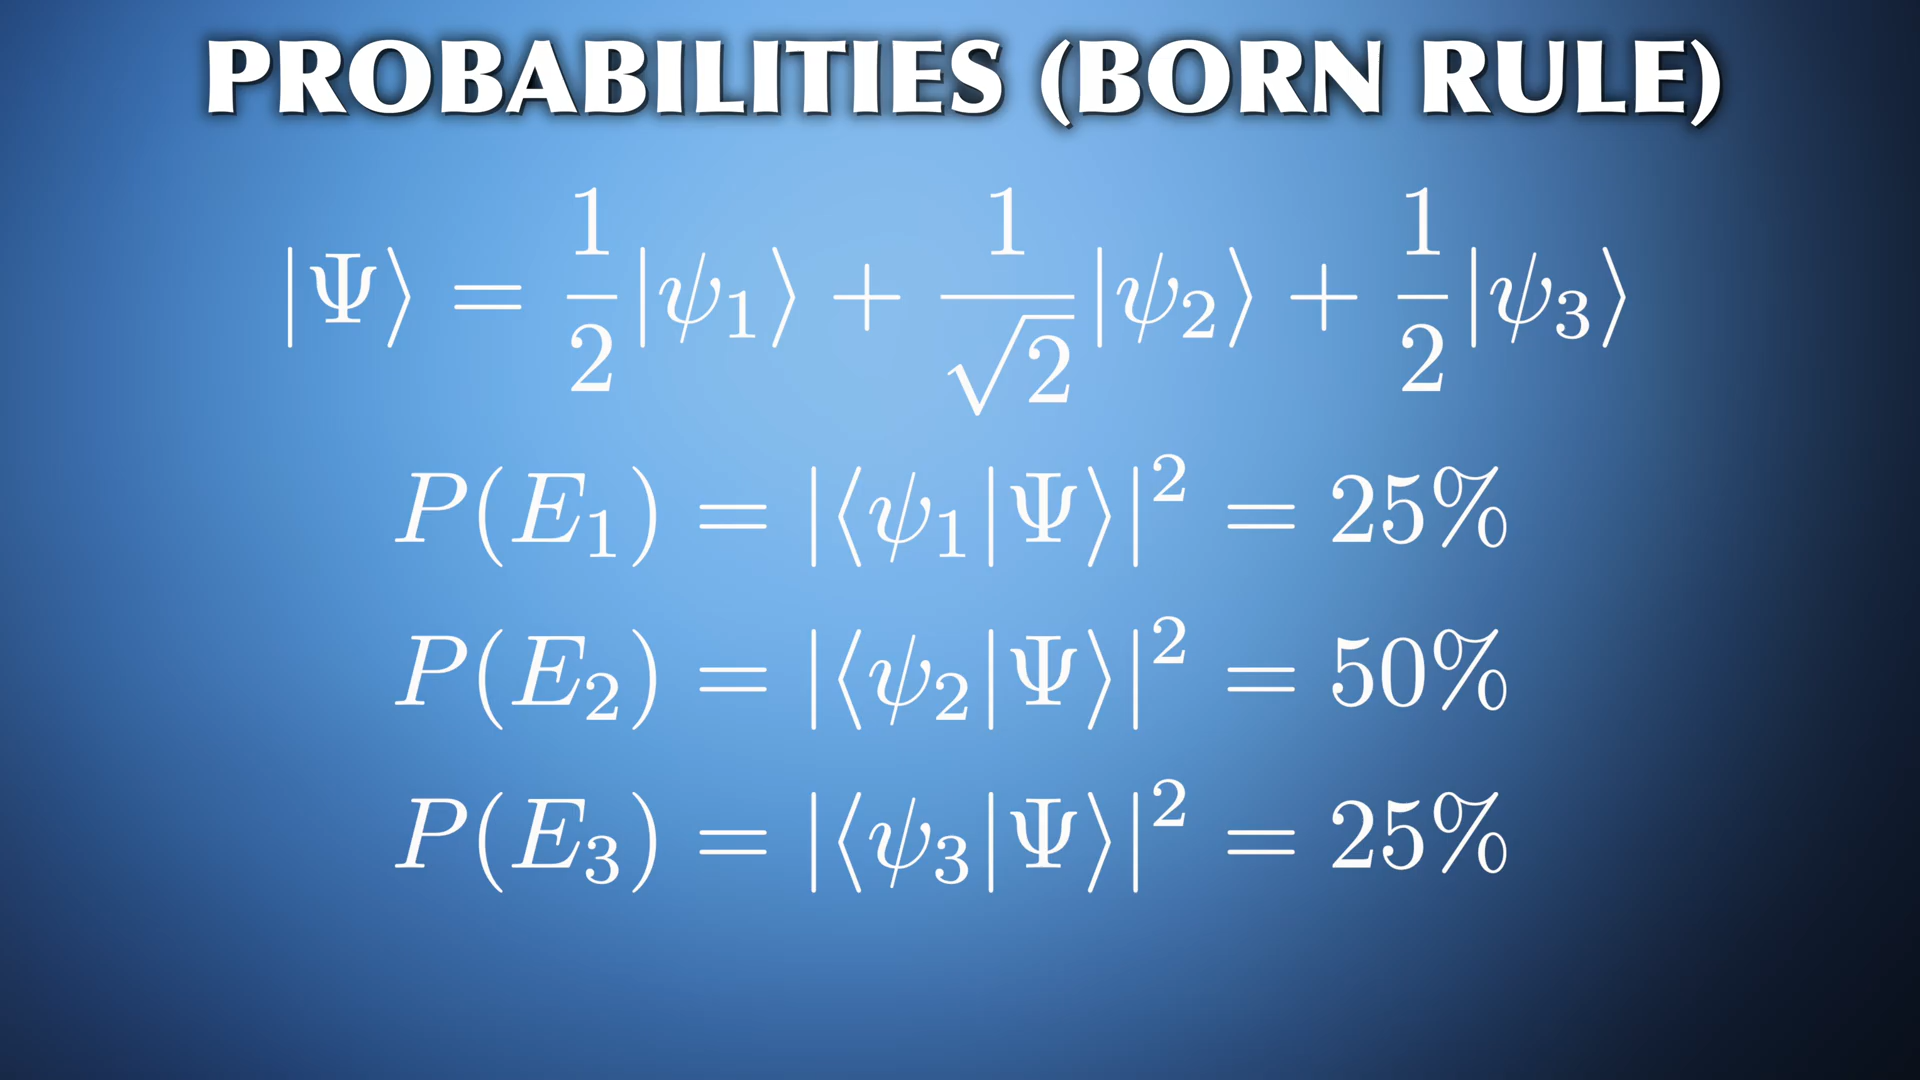 PROBABILITIES (BORN RULE)
|Ψ⟩ = 1/2 |ψ₁⟩ + 1/√2 |ψ₂⟩ + 1/2 |ψ₃⟩
P(E₁) = |⟨ψ₁|Ψ⟩|² = 25%
P(E₂) = |⟨ψ₂|Ψ⟩|² = 50%
P(E₃) = |⟨ψ₃|Ψ⟩|² = 25%